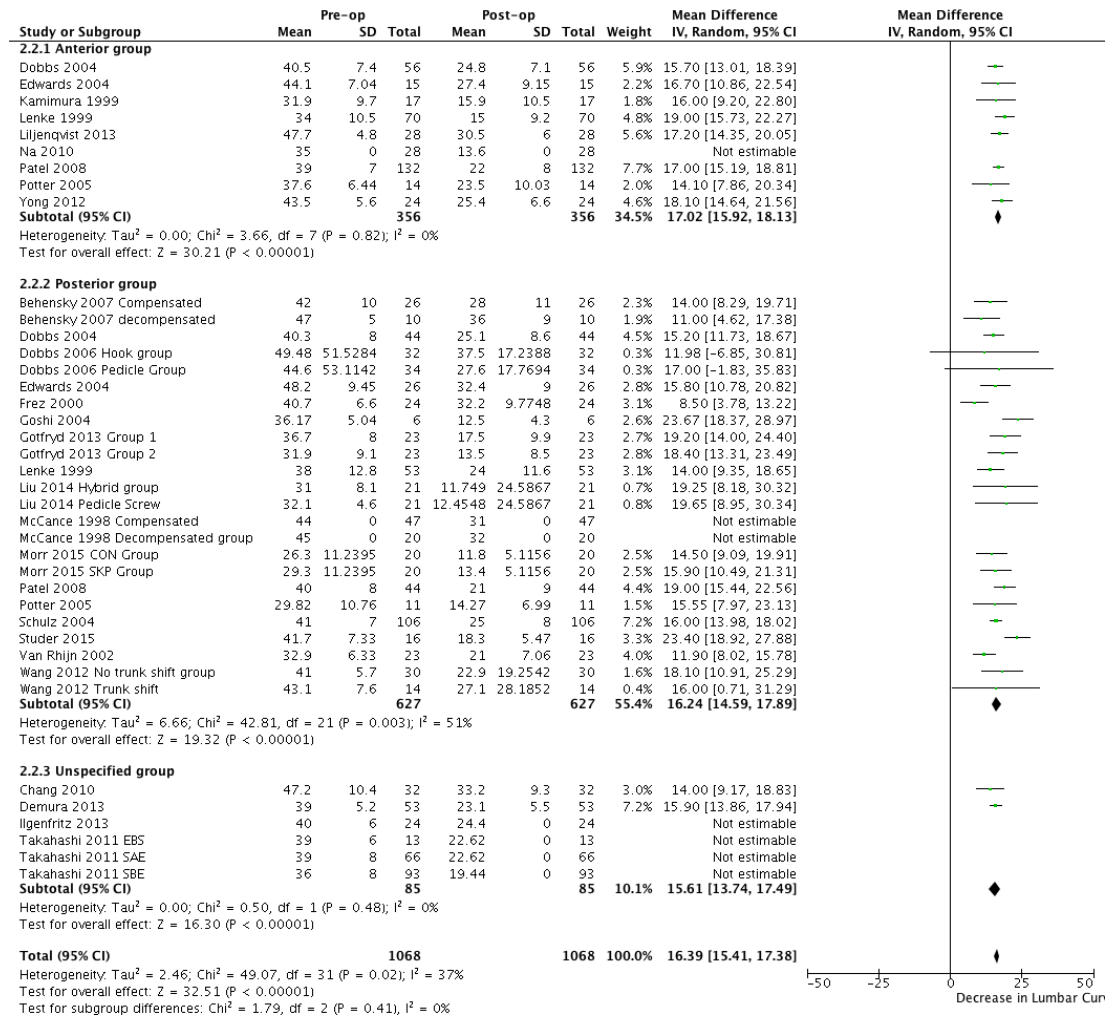 Pre-op Post-op Mean Difference Mean Difference
Study or Subgroup Mean SD Total Mean SD Total Weight IV, Random, 95% CI IV, Random, 95% CI
2.2.1 Anterior group
Dobbs 2004 40.5 7.4 56 24.8 7.1 56 5.9% 15.70 [13.01, 18.39]
Edwards 2004 44.1 7.04 15 27.4 9.15 15 2.2% 16.70 [10.86, 22.54]
Kamimura 1999 31.9 9.7 17 15.9 10.5 17 1.8% 16.00 [9.20, 22.80]
Lenke 1999 34 10.5 70 15 9.2 70 4.8% 19.00 [15.73, 22.27]
Liljenqvist 2013 47.7 4.8 28 30.5 6 28 5.6% 17.20 [14.35, 20.05]
Na 2010 35 0 28 13.6 0 28 Not estimable
Patel 2008 39 7 132 22 8 132 7.7% 17.00 [15.19, 18.81]
Potter 2005 37.6 6.44 14 23.5 10.03 14 2.0% 14.10 [7.86, 20.34]
Yong 2012 43.5 5.6 24 25.4 6.6 24 4.6% 18.10 [14.64, 21.56]
Subtotal (95% CI) 356 356 34.5% 17.02 [15.92, 18.13]
Heterogeneity: Tau² = 0.00; Chi² = 3.66, df = 7 (P = 0.82); I² = 0%
Test for overall effect: Z = 30.21 (P < 0.00001)
2.2.2 Posterior group
Behensky 2007 Compensated 42 10 26 28 11 26 2.3% 14.00 [8.29, 19.71]
Behensky 2007 decompensated 47 5 10 36 9 10 1.9% 11.00 [4.62, 17.38]
Dobbs 2004 40.3 8 44 25.1 8.6 44 4.5% 15.20 [11.73, 18.67]
Dobbs 2006 Hook group 49.48 51.5284 32 37.5 17.2388 32 0.3% 11.98 [-6.85, 30.81]
Dobbs 2006 Pedicle Group 44.6 53.1142 34 27.6 17.7694 34 0.3% 17.00 [-1.83, 35.83]
Edwards 2004 48.2 9.45 26 32.4 9 26 2.8% 15.80 [10.78, 20.82]
Frez 2000 40.7 6.6 24 32.2 9.7748 24 3.1% 8.50 [3.78, 13.22]
Goshi 2004 36.17 5.04 6 12.5 4.3 6 2.6% 23.67 [18.37, 28.97]
Gotfryd 2013 Group 1 36.7 8 23 17.5 9.9 23 2.7% 19.20 [14.00, 24.40]
Gotfryd 2013 Group 2 31.9 9.1 23 13.5 8.5 23 2.8% 18.40 [13.31, 23.49]
Lenke 1999 38 12.8 53 24 11.6 53 3.1% 14.00 [9.35, 18.65]
Liu 2014 Hybrid group 31 8.1 21 11.749 24.5867 21 0.7% 19.25 [8.18, 30.32]
Liu 2014 Pedicle Screw 32.1 4.6 21 12.4548 24.5867 21 0.8% 19.65 [8.95, 30.34]
McCance 1998 Compensated 44 0 47 31 0 47 Not estimable
McCance 1998 Decompensated group 45 0 20 32 0 20 Not estimable
Morr 2015 CON Group 26.3 11.2395 20 11.8 5.1156 20 2.5% 14.50 [9.09, 19.91]
Morr 2015 SKP Group 29.3 11.2395 20 13.4 5.1156 20 2.5% 15.90 [10.49, 21.31]
Patel 2008 40 8 44 21 9 44 4.4% 19.00 [15.44, 22.56]
Potter 2005 29.82 10.76 11 14.27 6.99 11 1.5% 15.55 [7.97, 23.13]
Schulz 2004 41 7 106 25 8 106 7.2% 16.00 [13.98, 18.02]
Studer 2015 41.7 7.33 16 18.3 5.47 16 3.3% 23.40 [18.92, 27.88]
Van Rhijn 2002 32.9 6.33 23 21 7.06 23 4.0% 11.90 [8.02, 15.78]
Wang 2012 No trunk shift group 41 5.7 30 22.9 19.2542 30 1.6% 18.10 [10.91, 25.29]
Wang 2012 Trunk shift 43.1 7.6 14 27.1 28.1852 14 0.4% 16.00 [0.71, 31.29]
Subtotal (95% CI) 627 627 55.4% 16.24 [14.59, 17.89]
Heterogeneity: Tau² = 6.66; Chi² = 42.81, df = 21 (P = 0.003); I² = 51%
Test for overall effect: Z = 19.32 (P < 0.00001)
2.2.3 Unspecified group
Chang 2010 47.2 10.4 32 33.2 9.3 32 3.0% 14.00 [9.17, 18.83]
Demura 2013 39 5.2 53 23.1 5.5 53 7.2% 15.90 [13.86, 17.94]
Ilgenfritz 2013 40 6 24 24.4 0 24 Not estimable
Takahashi 2011 EBS 39 6 13 22.62 0 13 Not estimable
Takahashi 2011 SAE 39 8 66 22.62 0 66 Not estimable
Takahashi 2011 SBE 36 8 93 19.44 0 93 Not estimable
Subtotal (95% CI) 85 85 10.1% 15.61 [13.74, 17.49]
Heterogeneity: Tau² = 0.00; Chi² = 0.50, df = 1 (P = 0.48); I² = 0%
Test for overall effect: Z = 16.30 (P < 0.00001)
Total (95% CI) 1068 1068 100.0% 16.39 [15.41, 17.38]
Heterogeneity: Tau² = 2.46; Chi² = 49.07, df = 31 (P = 0.02); I² = 37%
Test for overall effect: Z = 32.51 (P < 0.00001)
Test for subgroup differences: Chi² = 1.79, df = 2 (P = 0.41), I² = 0%
-50 -25 0 25 50
Decrease in Lumbar Curv